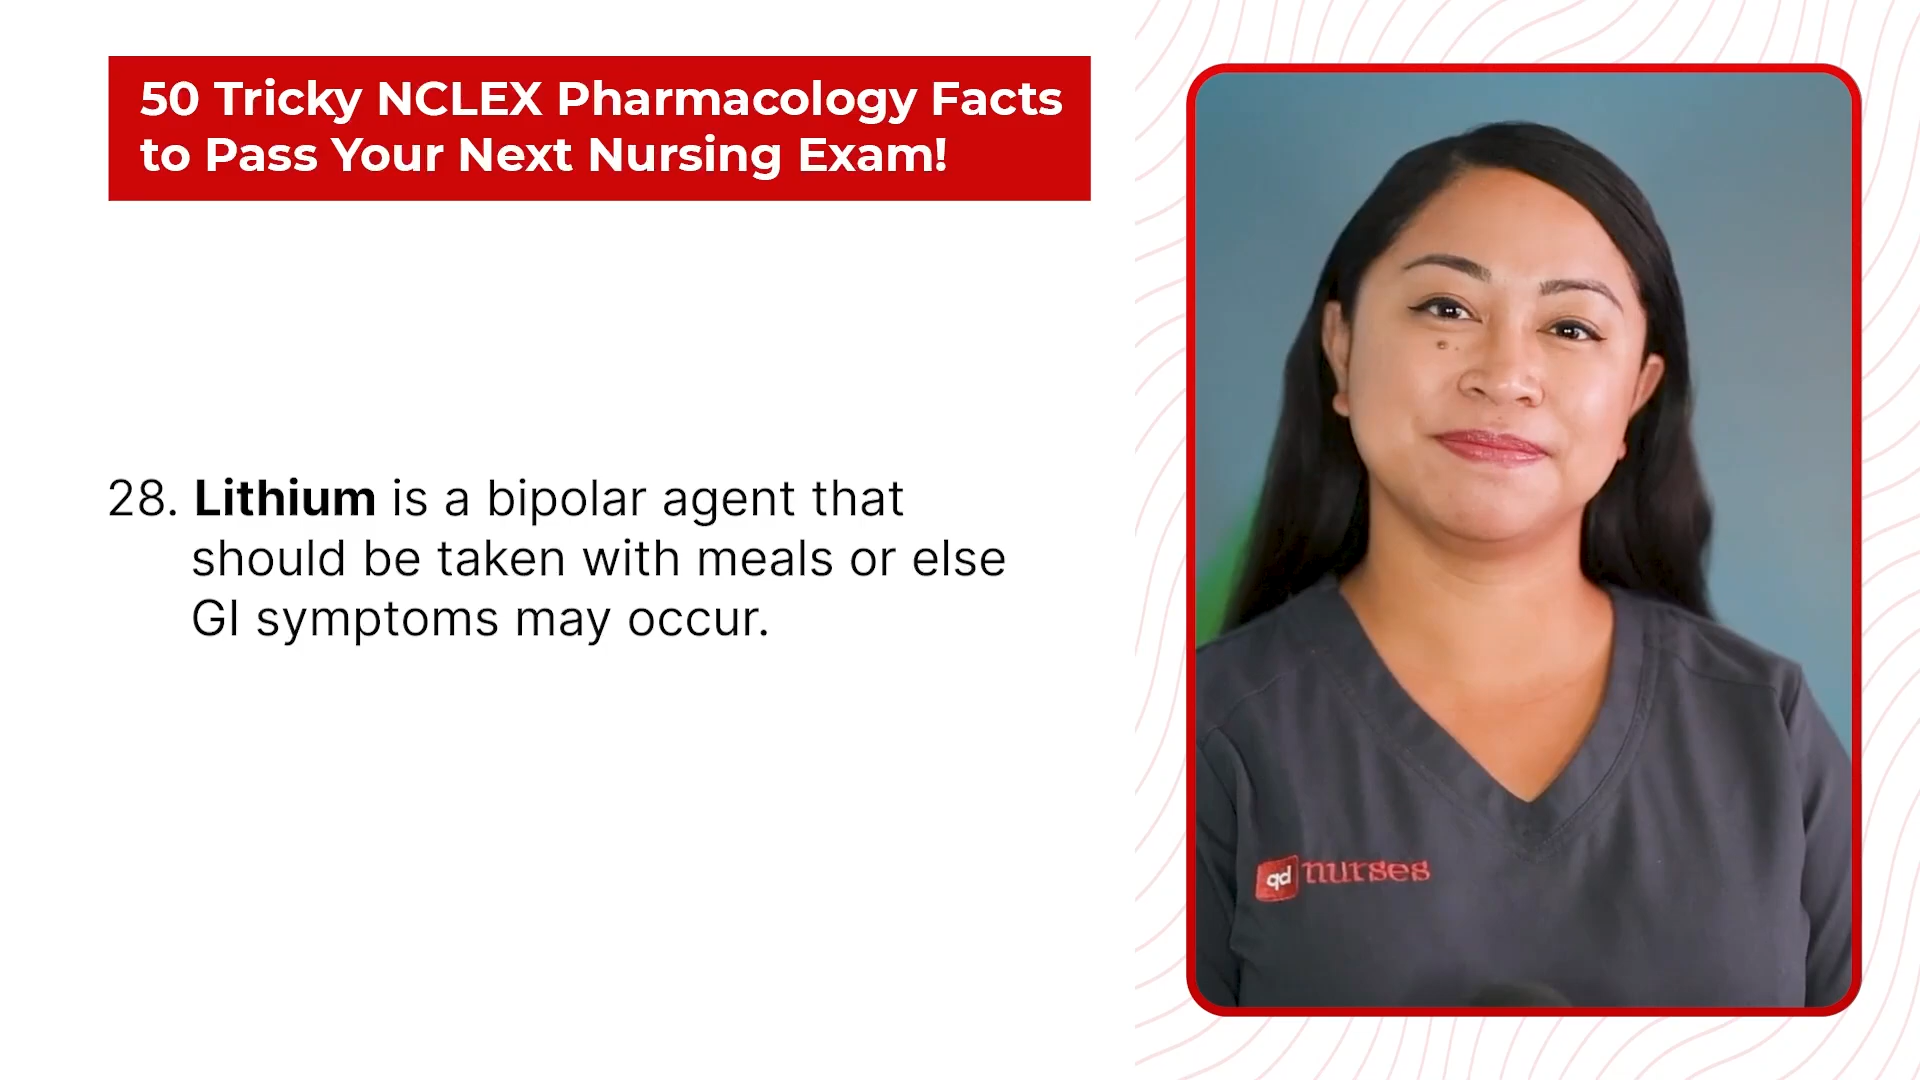 50 Tricky NCLEX Pharmacology Facts
to Pass Your Next Nursing Exam!
28. Lithium is a bipolar agent that
should be taken with meals or else
GI symptoms may occur.
qd nurses